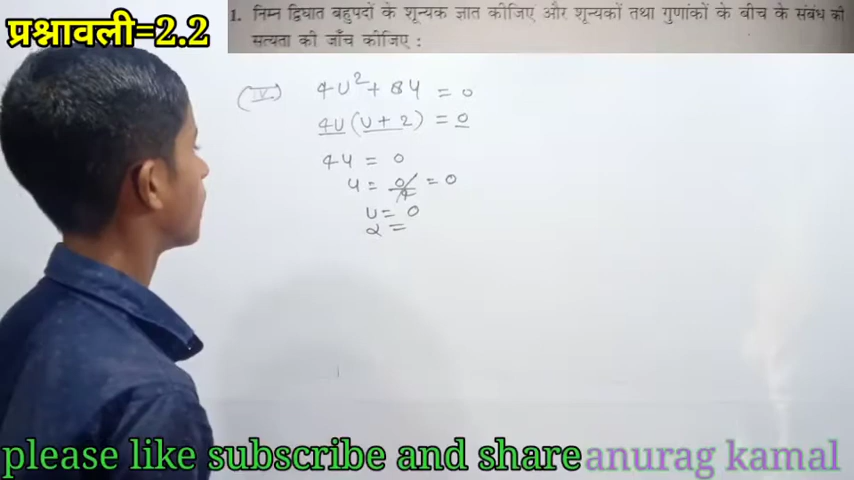 प्रश्नावली=2.2
1. निम्न द्विघात बहुपदों के शून्यक ज्ञात कीजिए और शून्यकों तथा गुणांकों के बीच के संबंध की
सत्यता की जाँच कीजिए :
(iv.) 4u² + 8u = 0
4u(u+2) = 0
4u = 0
u = 0/4 = 0
u = 0
α =
please like subscribe and share anurag kamal